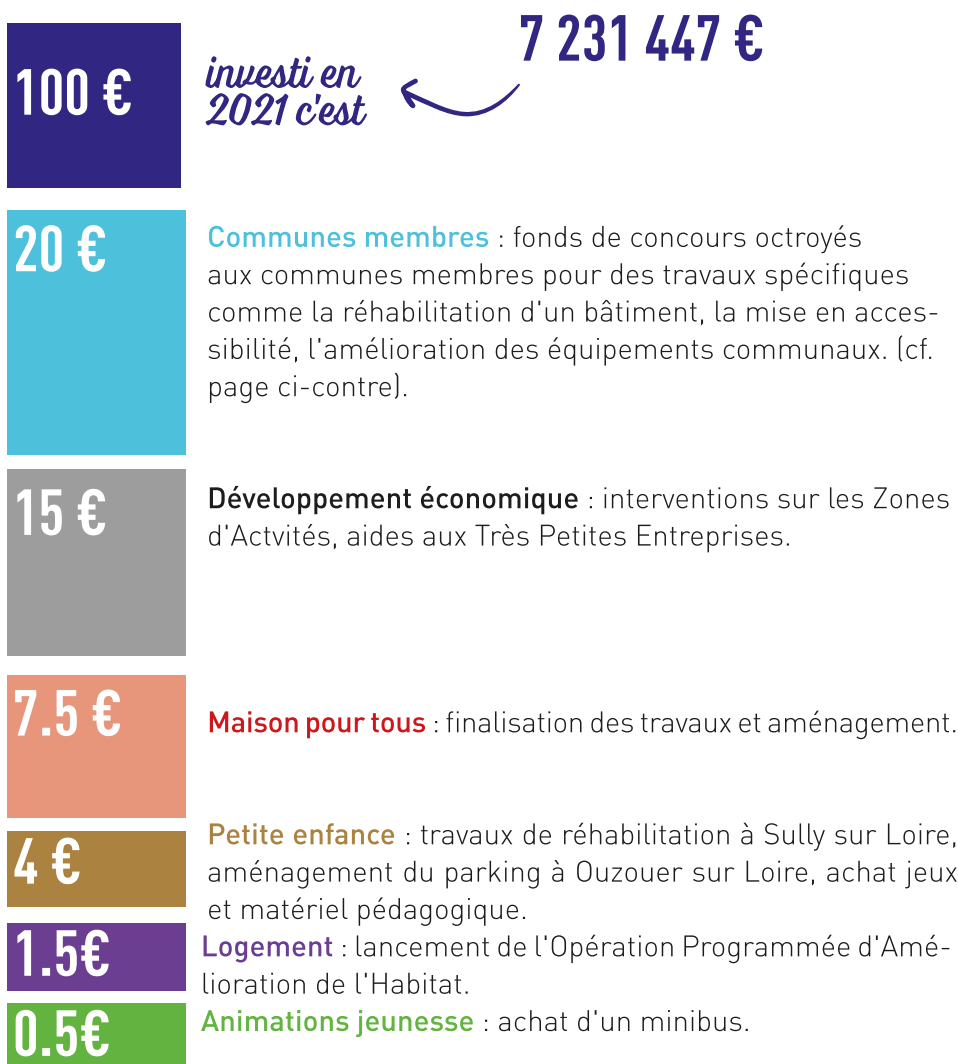 7 231 447 €
100 €
investi en
2021 c'est
20 €
Communes membres : fonds de concours octroyés
aux communes membres pour des travaux spécifiques
comme la réhabilitation d'un bâtiment, la mise en acces-
sibilité, l'amélioration des équipements communaux. (cf.
page ci-contre).
15 €
Développement économique : interventions sur les Zones
d'Actvités, aides aux Très Petites Entreprises.
7.5 €
Maison pour tous : finalisation des travaux et aménagement.
4 €
Petite enfance : travaux de réhabilitation à Sully sur Loire,
aménagement du parking à Ouzouer sur Loire, achat jeux
et matériel pédagogique.
1.5€
Logement : lancement de l'Opération Programmée d'Amé-
lioration de l'Habitat.
0.5€
Animations jeunesse : achat d'un minibus.